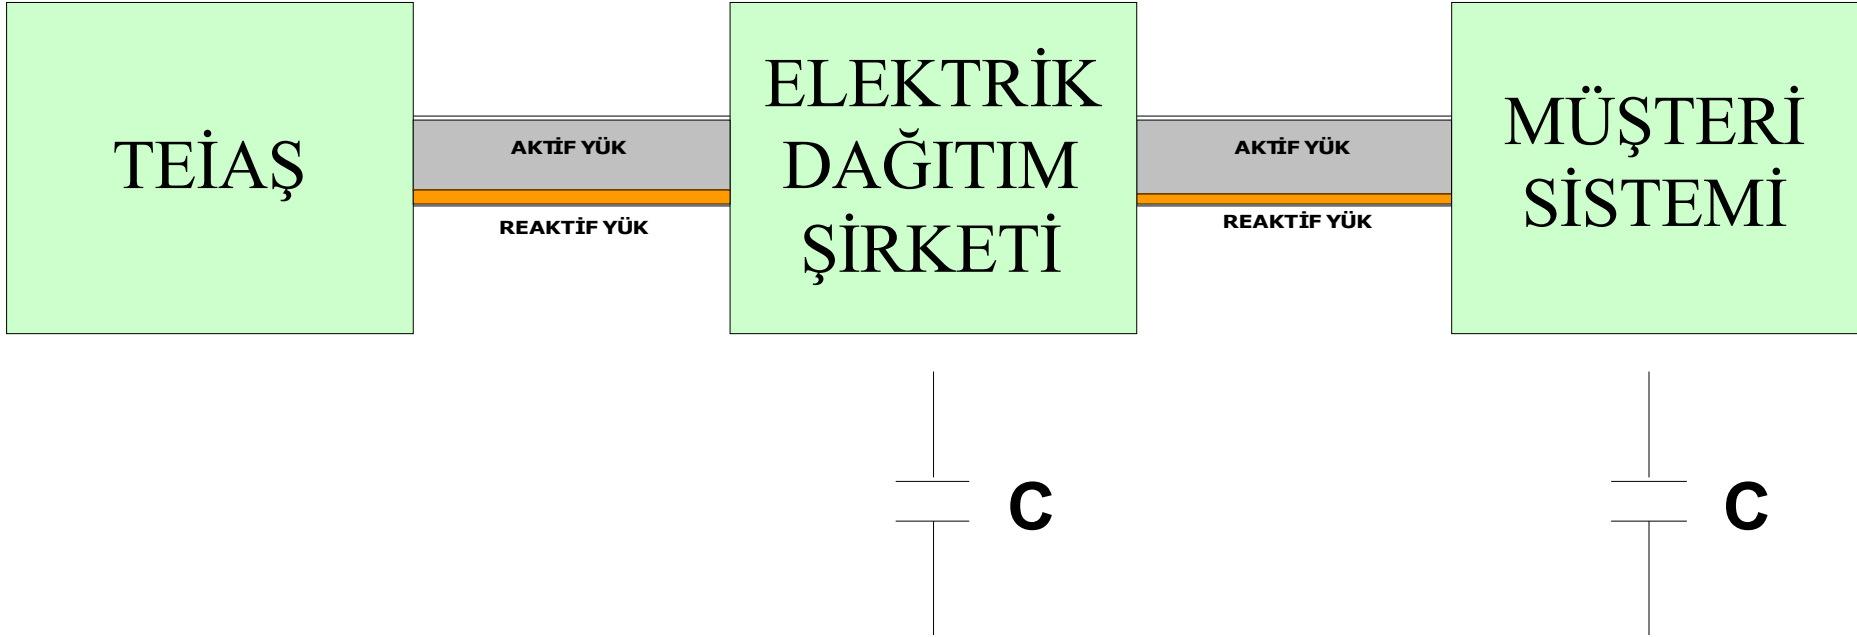 TEİAŞ
AKTİF YÜK
REAKTİF YÜK
ELEKTRİK
DAĞITIM
ŞİRKETİ
AKTİF YÜK
REAKTİF YÜK
MÜŞTERİ
SİSTEMİ
C
C